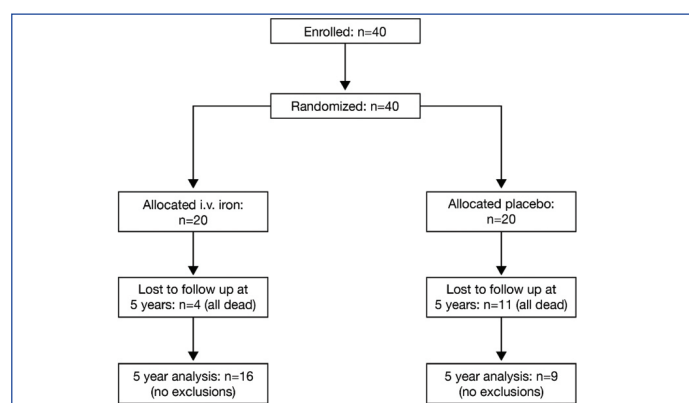 Enrolled: n=40
Randomized: n=40
Allocated i.v. iron:
n=20
Allocated placebo:
n=20
Lost to follow up at
5 years: n=4 (all dead)
Lost to follow up at
5 years: n=11 (all dead)
5 year analysis: n=16
(no exclusions)
5 year analysis: n=9
(no exclusions)